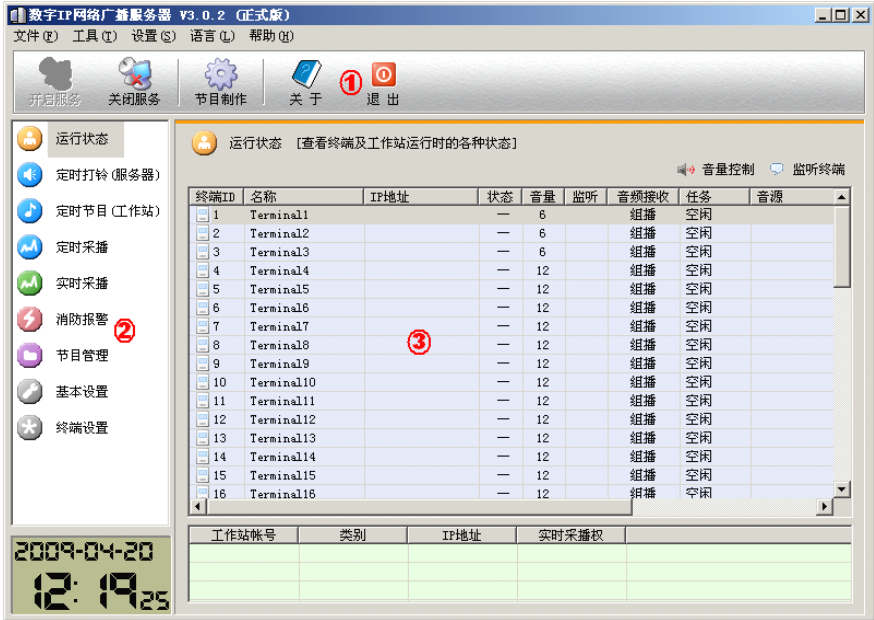 数字IP网络广播服务器 V3.0.2 (正式版)
文件(F) 工具(T) 设置(S) 语言(L) 帮助(H)
开启服务 关闭服务 节目制作 关于 ① 退出
运行状态
定时打铃(服务器)
定时节目(工作站)
定时采播
实时采播
消防报警
②
节目管理
基本设置
终端设置
2009-04-20
12:19 25
运行状态 [查看终端及工作站运行时的各种状态]
音量控制 监听终端
终端ID 名称 IP地址 状态 音量 监听 音频接收 任务 音源
1 Terminal1 — 6 组播 空闲
2 Terminal2 — 6 组播 空闲
3 Terminal3 — 6 组播 空闲
4 Terminal4 — 12 组播 空闲
5 Terminal5 — 12 组播 空闲
6 Terminal6 — 12 组播 空闲
7 Terminal7 — 12 组播 空闲
8 Terminal8 ③ — 12 组播 空闲
9 Terminal9 — 12 组播 空闲
10 Terminal10 — 12 组播 空闲
11 Terminal11 — 12 组播 空闲
12 Terminal12 — 12 组播 空闲
13 Terminal13 — 12 组播 空闲
14 Terminal14 — 12 组播 空闲
15 Terminal15 — 12 组播 空闲
16 Terminal16 — 12 组播 空闲
工作站帐号 类别 IP地址 实时采播权